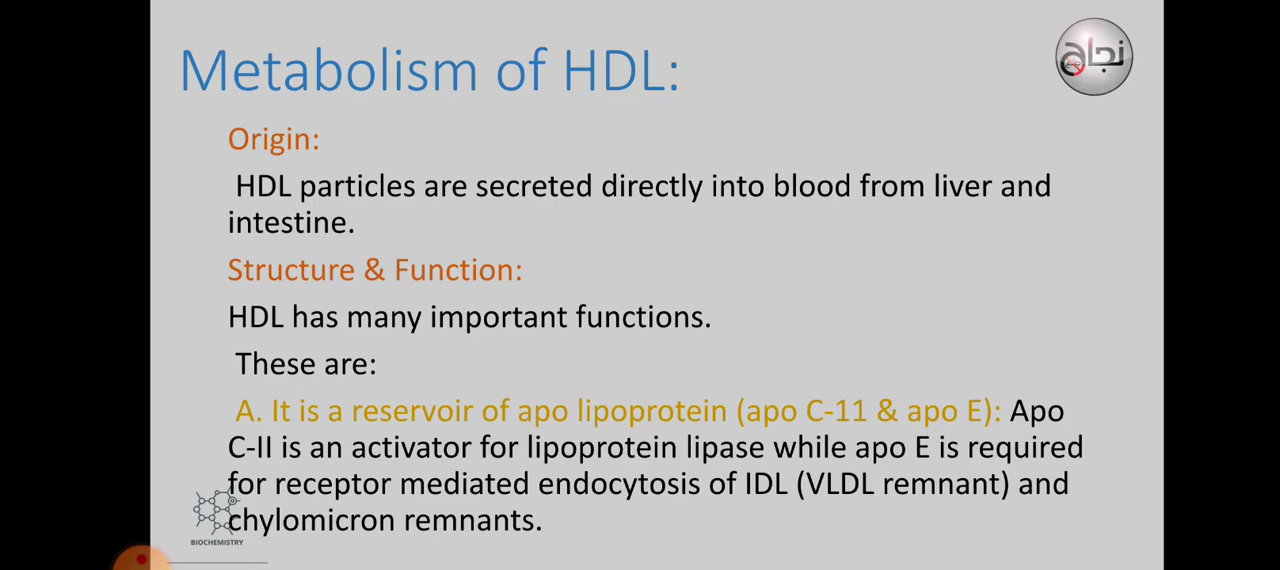 Metabolism of HDL:
نجاح
Origin:
HDL particles are secreted directly into blood from liver and
intestine.
Structure & Function:
HDL has many important functions.
These are:
A. It is a reservoir of apo lipoprotein (apo C-11 & apo E): Apo
C-II is an activator for lipoprotein lipase while apo E is required
for receptor mediated endocytosis of IDL (VLDL remnant) and
chylomicron remnants.
BIOCHEMISTRY